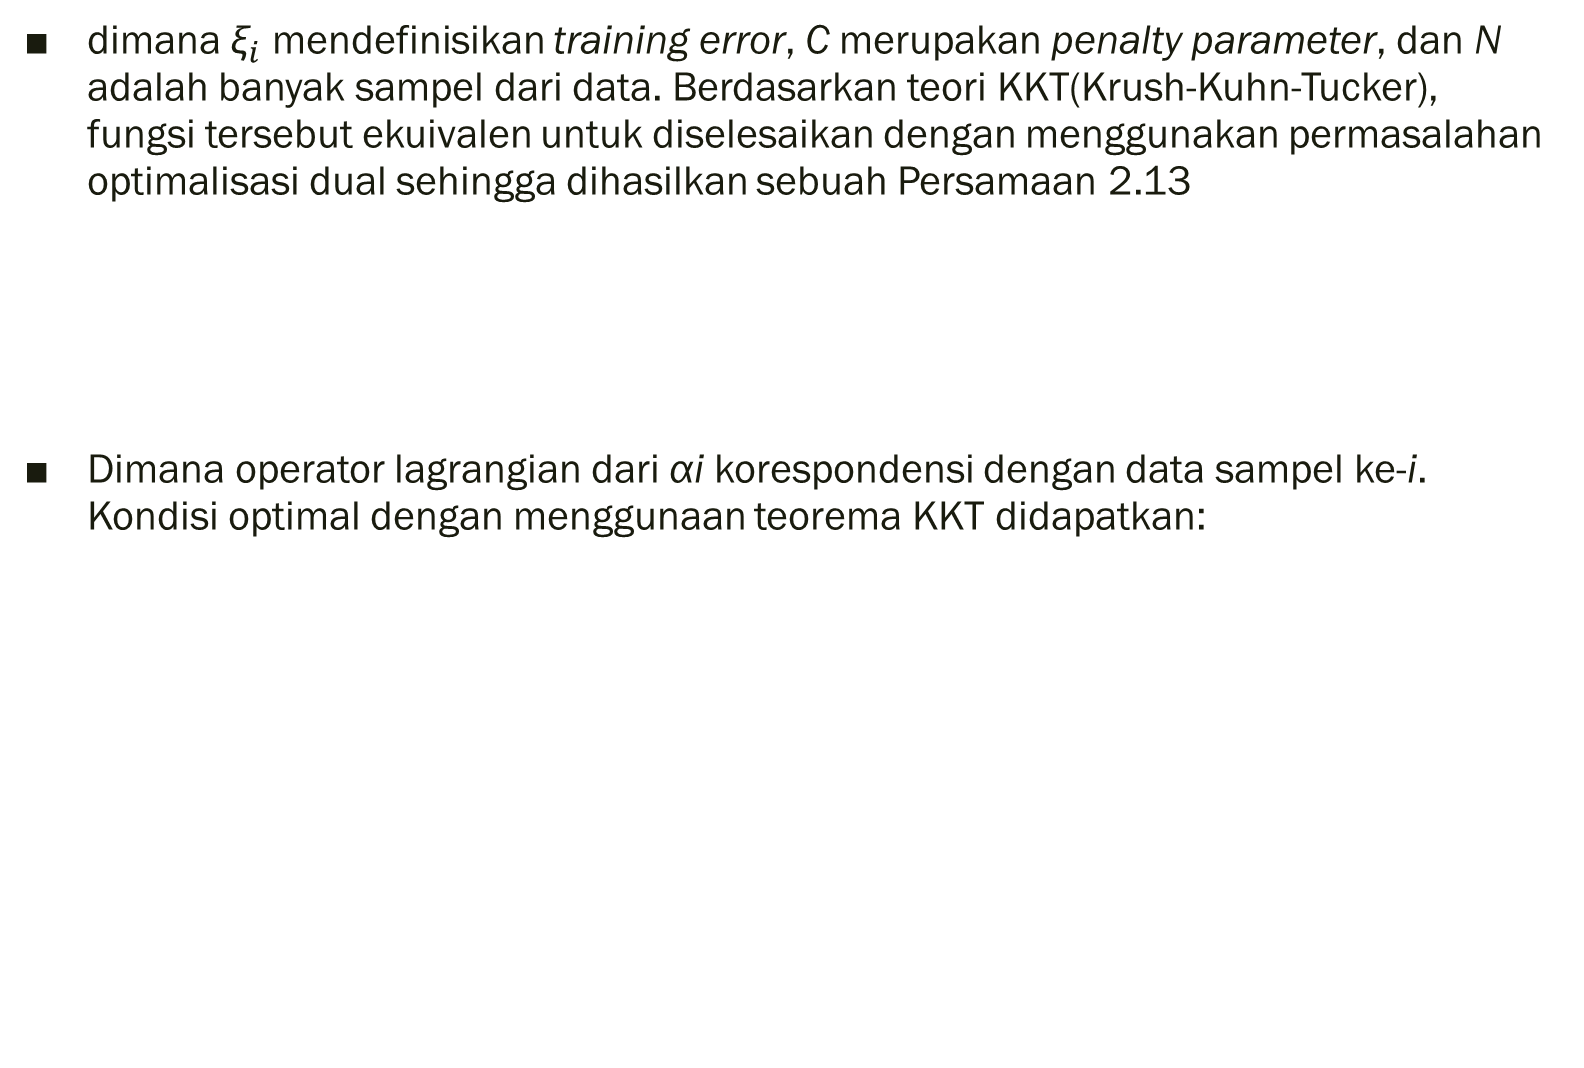 ▪ dimana ξᵢ mendefinisikan training error, C merupakan penalty parameter, dan N
adalah banyak sampel dari data. Berdasarkan teori KKT(Krush-Kuhn-Tucker),
fungsi tersebut ekuivalen untuk diselesaikan dengan menggunakan permasalahan
optimalisasi dual sehingga dihasilkan sebuah Persamaan 2.13
▪ Dimana operator lagrangian dari αi korespondensi dengan data sampel ke-i.
Kondisi optimal dengan menggunaan teorema KKT didapatkan: